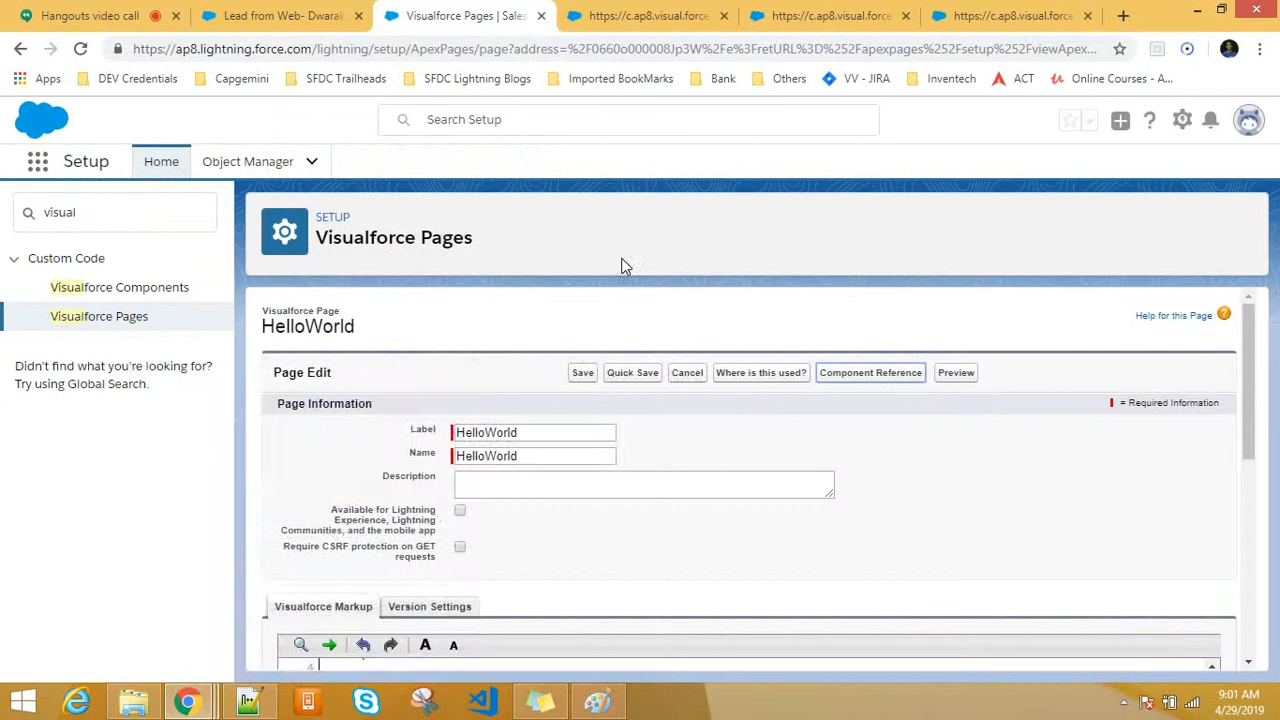 Hangouts video call
Lead from Web- Dwarak
Visualforce Pages | Sales
https://c.ap8.visual.force
https://c.ap8.visual.force
https://c.ap8.visual.force
https://ap8.lightning.force.com/lightning/setup/ApexPages/page?address=%2F0660o000008Jp3W%2Fe%3FretURL%3D%252Fapexpages%252Fsetup%252FviewApex...
Apps
DEV Credentials
Capgemini
SFDC Trailheads
SFDC Lightning Blogs
Imported BookMarks
Bank
Others
VV - JIRA
Inventech
ACT
Online Courses - A...
Search Setup
Setup
Home
Object Manager
visual
Custom Code
Visualforce Components
Visualforce Pages
Didn't find what you're looking for?
Try using Global Search.
SETUP
Visualforce Pages
Visualforce Page
HelloWorld
Help for this Page
Page Edit
Save
Quick Save
Cancel
Where is this used?
Component Reference
Preview
Page Information
= Required Information
Label
HelloWorld
Name
HelloWorld
Description
Available for Lightning
Experience, Lightning
Communities, and the mobile app
Require CSRF protection on GET
requests
Visualforce Markup
Version Settings
A
A
4
9:01 AM
4/29/2019